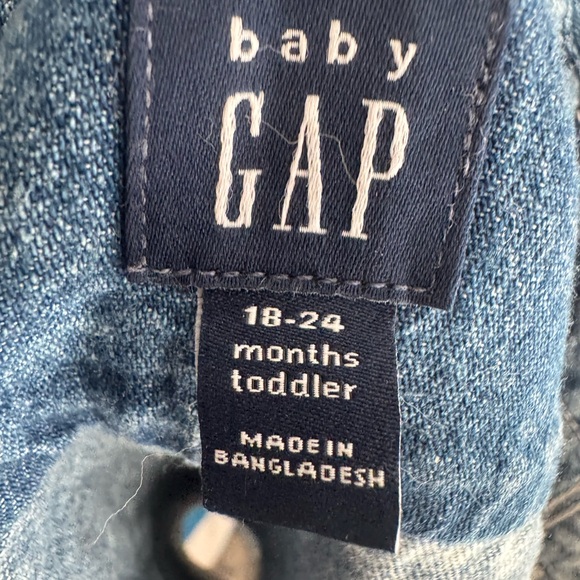 baby
GAP
18-24
months
toddler
MADE IN
BANGLADESH